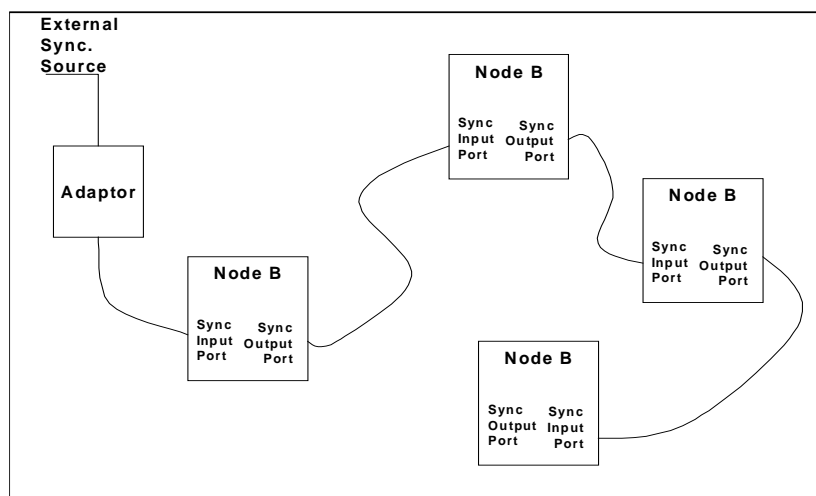 External
Sync.
Source
Adaptor
Node B
Sync
Input
Port
Sync
Output
Port
Node B
Sync
Input
Port
Sync
Output
Port
Node B
Sync
Input
Port
Sync
Output
Port
Node B
Sync
Output
Port
Sync
Input
Port